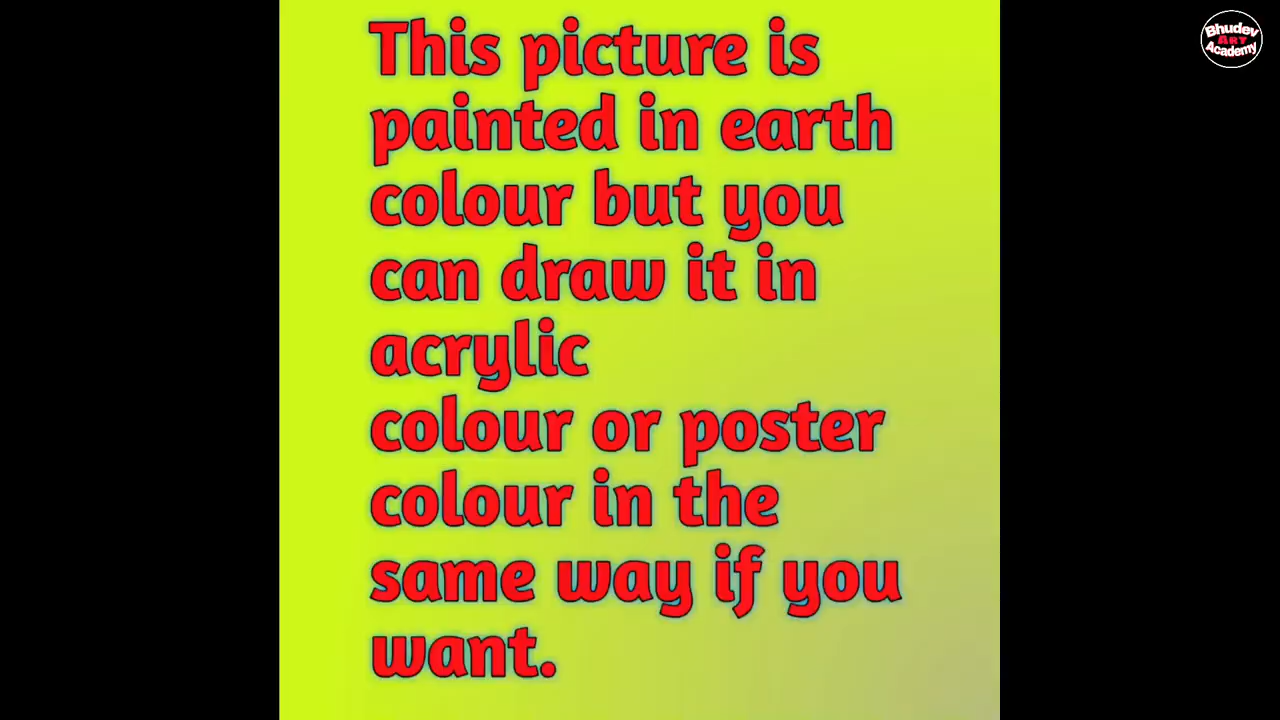 This picture is
painted in earth
colour but you
can draw it in
acrylic
colour or poster
colour in the
same way if you
want.
Bhudev
ART
Academy